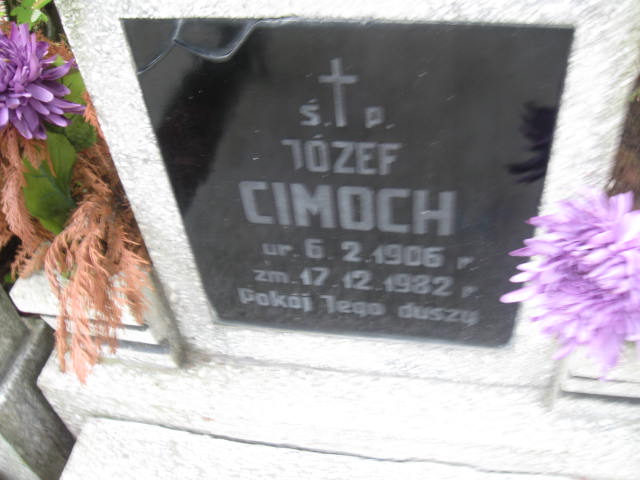 Ś. P.
JÓZEF
CIMOCH
ur. 6. 2. 1906 r.
zm. 17. 12. 1982 r.
Pokój Jego duszy